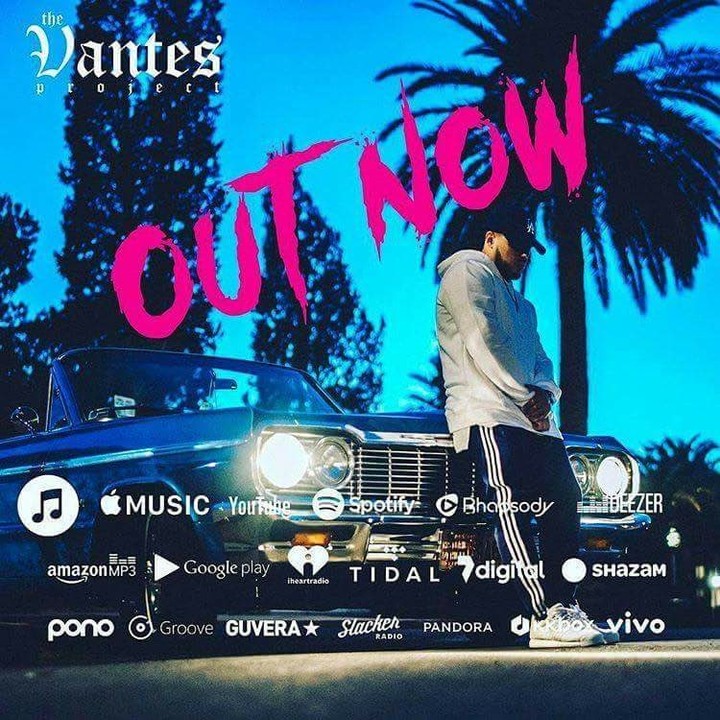 the
Vantes
project
OUT NOW
MUSIC YouTube Spotify Rhapsody DEEZER
amazonMP3 Google play iheartradio TIDAL 7digital SHAZAM
pono Groove GUVERA Slacker RADIO PANDORA KKBOX vivo